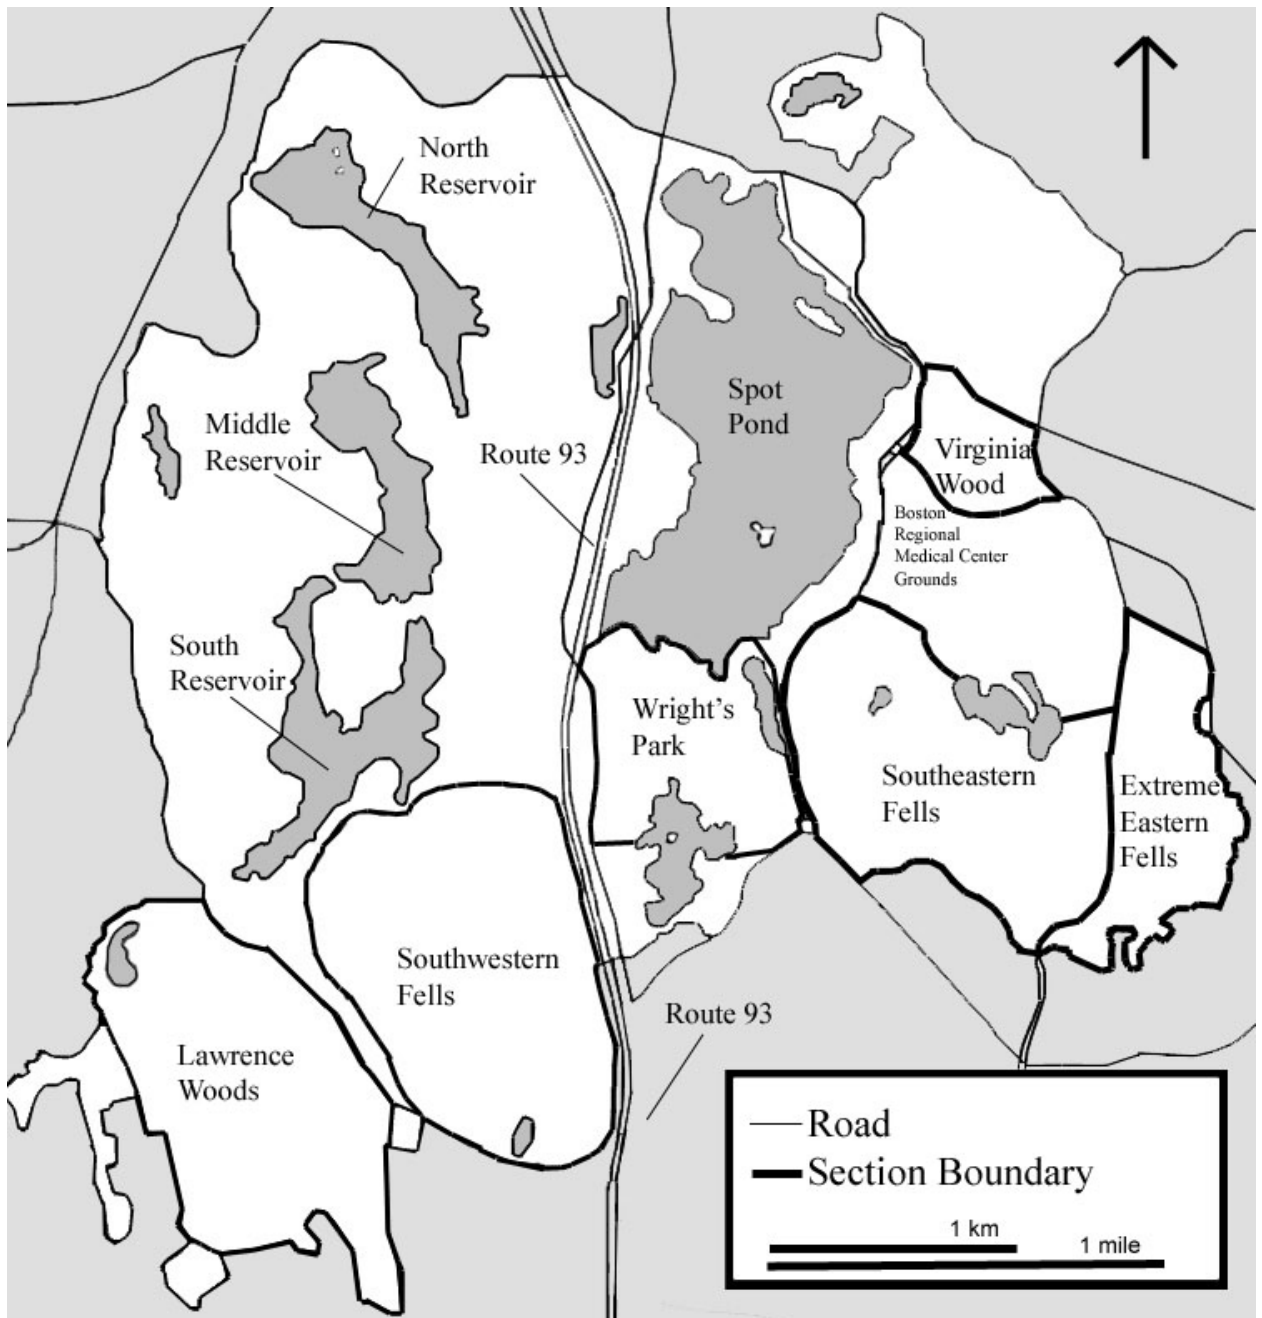 North
Reservoir
Spot
Pond
Middle
Reservoir
Route 93
Virginia
Wood
Boston
Regional
Medical Center
Grounds
South
Reservoir
Wright's
Park
Southeastern
Fells
Extreme
Eastern
Fells
Southwestern
Fells
Route 93
Lawrence
Woods
Road
Section Boundary
1 km
1 mile